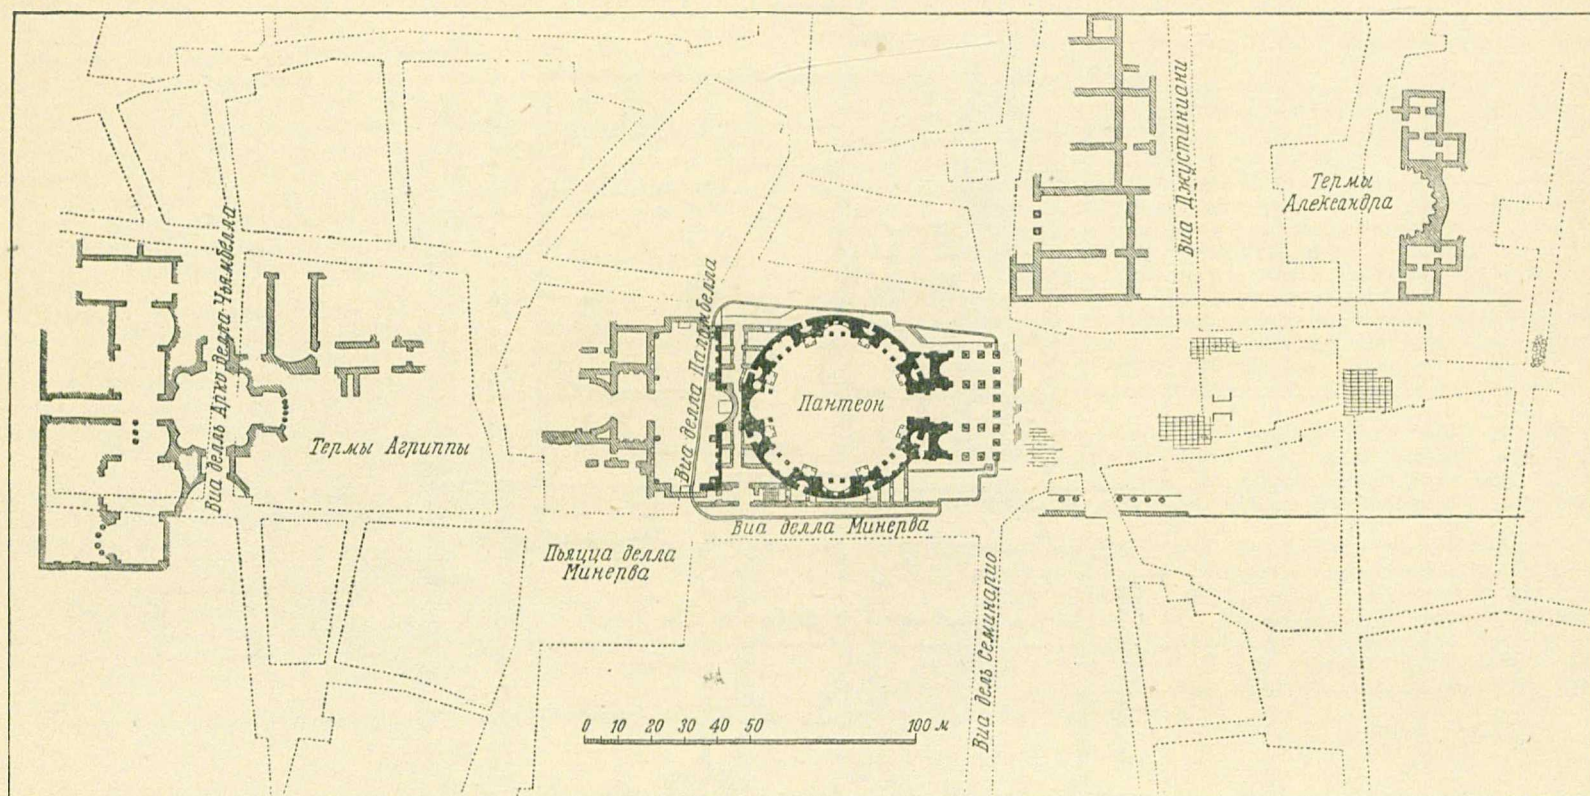 Виа Джустиниани
Термы
Александра
Виа делль Арко Делла-Чьямбелла
Термы Агриппы
Виа делла Паломбелла
Пантеон
Виа делла Минерва
Пьяцца делла
Минерва
Виа дель Семинарио
0 10 20 30 40 50 100 м